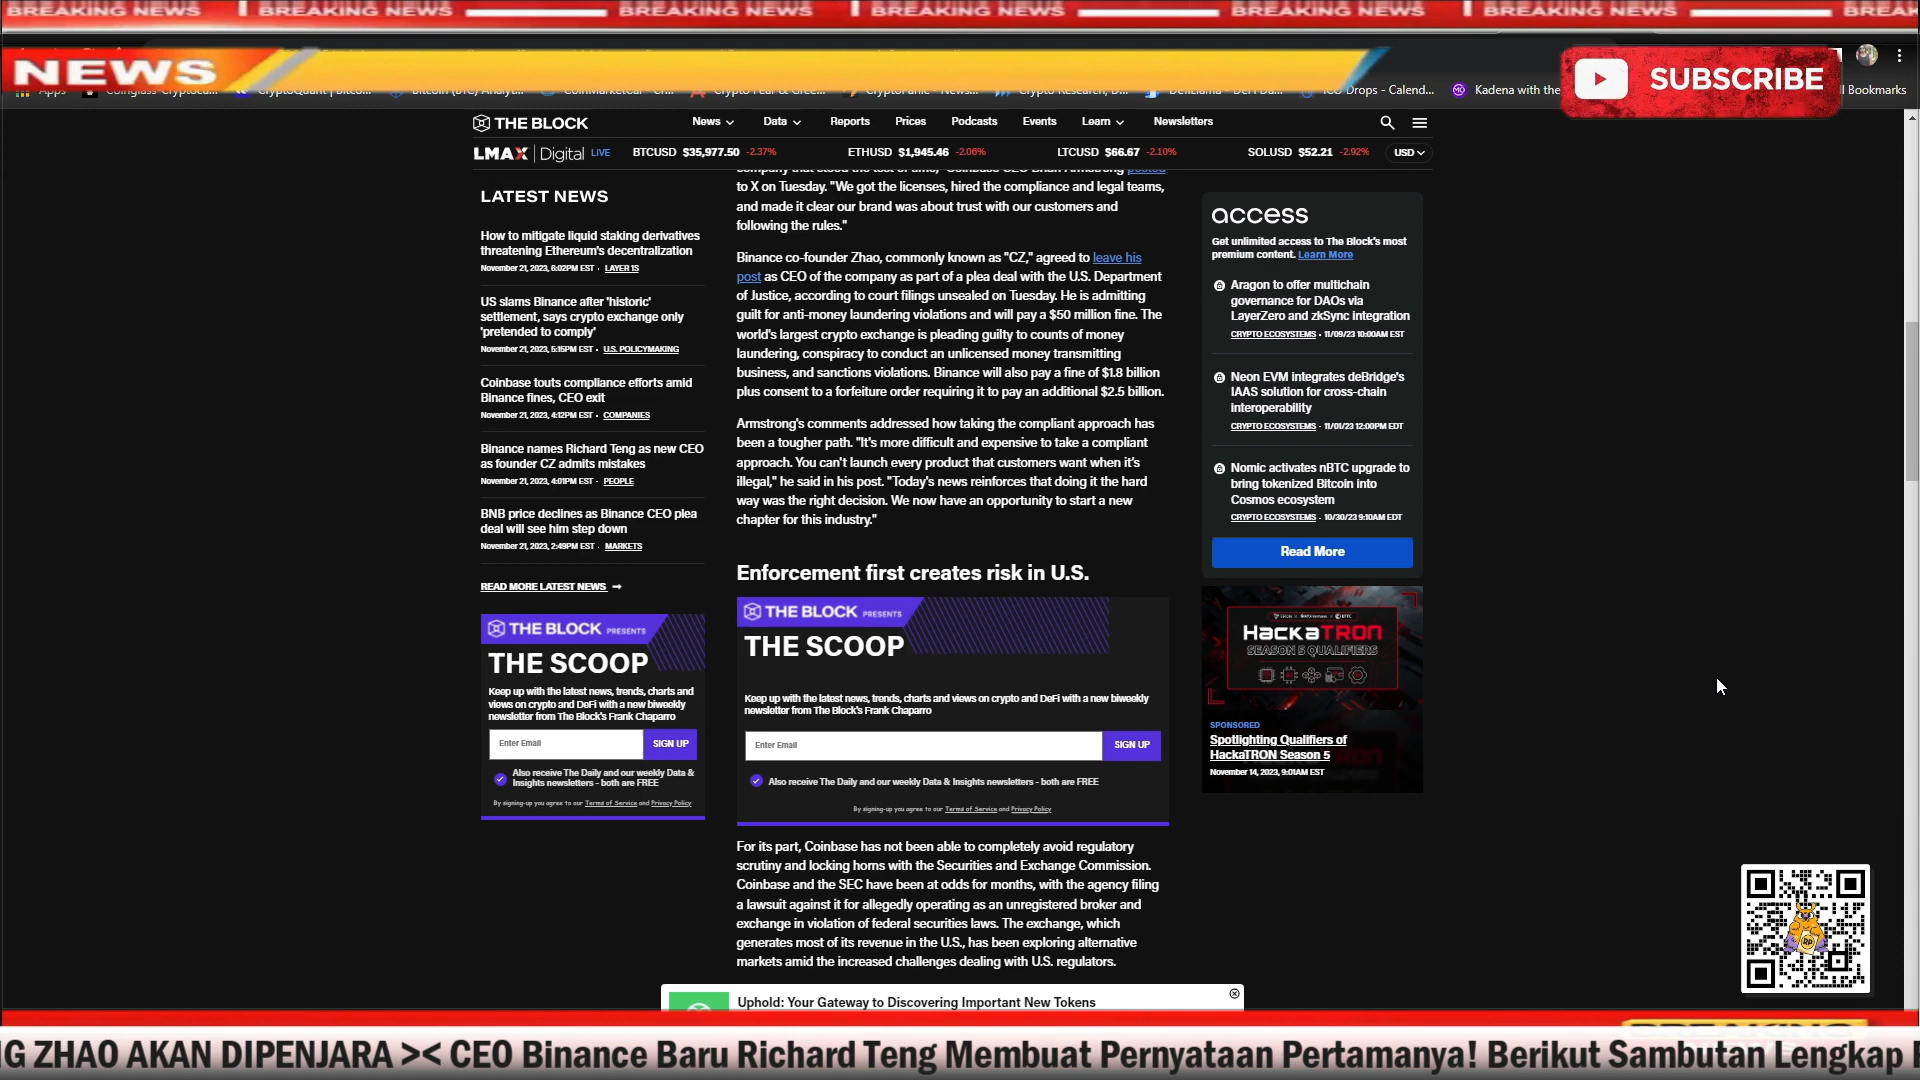 BREAKING NEWS BREAKING NEWS BREAKING NEWS BREAKING NEWS BREAKING NEWS BREAKING NEWS
NEWS
SUBSCRIBE
Apps
CryptoQuant | Bitco...
Bitcoin (BTC) Analyt...
CoinMarketCap - Cr...
Crypto Fear & Gree...
CryptoPanic - News...
Crypto Research, D...
DefiLlama - DeFi Da...
ICO Drops - Calend...
Kadena with the
Bookmarks
THE BLOCK
News
Data
Reports
Prices
Podcasts
Events
Learn
Newsletters
LMAX Digital LIVE
BTCUSD $35,977.50 -2.37%
ETHUSD $1,945.46 -2.06%
LTCUSD $66.67 -2.10%
SOLUSD $52.21 -2.92%
USD
LATEST NEWS
How to mitigate liquid staking derivatives
threatening Ethereum's decentralization
November 21, 2023, 6:02PM EST • LAYER 1S
US slams Binance after 'historic'
settlement, says crypto exchange only
'pretended to comply'
November 21, 2023, 5:15PM EST • U.S. POLICYMAKING
Coinbase touts compliance efforts amid
Binance fines, CEO exit
November 21, 2023, 4:12PM EST • COMPANIES
Binance names Richard Teng as new CEO
as founder CZ admits mistakes
November 21, 2023, 4:01PM EST • PEOPLE
BNB price declines as Binance CEO plea
deal will see him step down
November 21, 2023, 2:49PM EST • MARKETS
READ MORE LATEST NEWS →
THE BLOCK PRESENTS
THE SCOOP
Keep up with the latest news, trends, charts and
views on crypto and DeFi with a new biweekly
newsletter from The Block's Frank Chaparro
Enter Email
SIGN UP
Also receive The Daily and our weekly Data &
Insights newsletters - both are FREE
By signing-up you agree to our Terms of Service and Privacy Policy
company that stood the test of time," Coinbase CEO Brian Armstrong posted
to X on Tuesday. "We got the licenses, hired the compliance and legal teams,
and made it clear our brand was about trust with our customers and
following the rules."
Binance co-founder Zhao, commonly known as "CZ," agreed to leave his
post as CEO of the company as part of a plea deal with the U.S. Department
of Justice, according to court filings unsealed on Tuesday. He is admitting
guilt for anti-money laundering violations and will pay a $50 million fine. The
world's largest crypto exchange is pleading guilty to counts of money
laundering, conspiracy to conduct an unlicensed money transmitting
business, and sanctions violations. Binance will also pay a fine of $1.8 billion
plus consent to a forfeiture order requiring it to pay an additional $2.5 billion.
Armstrong's comments addressed how taking the compliant approach has
been a tougher path. "It's more difficult and expensive to take a compliant
approach. You can't launch every product that customers want when it's
illegal," he said in his post. "Today's news reinforces that doing it the hard
way was the right decision. We now have an opportunity to start a new
chapter for this industry."
Enforcement first creates risk in U.S.
THE BLOCK PRESENTS
THE SCOOP
Keep up with the latest news, trends, charts and views on crypto and DeFi with a new biweekly
newsletter from The Block's Frank Chaparro
Enter Email
SIGN UP
Also receive The Daily and our weekly Data & Insights newsletters - both are FREE
By signing-up you agree to our Terms of Service and Privacy Policy
For its part, Coinbase has not been able to completely avoid regulatory
scrutiny and locking horns with the Securities and Exchange Commission.
Coinbase and the SEC have been at odds for months, with the agency filing
a lawsuit against it for allegedly operating as an unregistered broker and
exchange in violation of federal securities laws. The exchange, which
generates most of its revenue in the U.S., has been exploring alternative
markets amid the increased challenges dealing with U.S. regulators.
access
Get unlimited access to The Block's most
premium content. Learn More
Aragon to offer multichain
governance for DAOs via
LayerZero and zkSync integration
CRYPTO ECOSYSTEMS • 11/09/23 10:00AM EST
Neon EVM integrates deBridge's
IAAS solution for cross-chain
interoperability
CRYPTO ECOSYSTEMS • 11/01/23 12:00PM EDT
Nomic activates nBTC upgrade to
bring tokenized Bitcoin into
Cosmos ecosystem
CRYPTO ECOSYSTEMS • 10/30/23 9:10AM EDT
Read More
HackaTRON
SEASON 5 QUALIFIERS
SPONSORED
Spotlighting Qualifiers of
HackaTRON Season 5
November 14, 2023, 9:01AM EST
RP
Uphold: Your Gateway to Discovering Important New Tokens
G ZHAO AKAN DIPENJARA >< CEO Binance Baru Richard Teng Membuat Pernyataan Pertamanya! Berikut Sambutan Lengkap